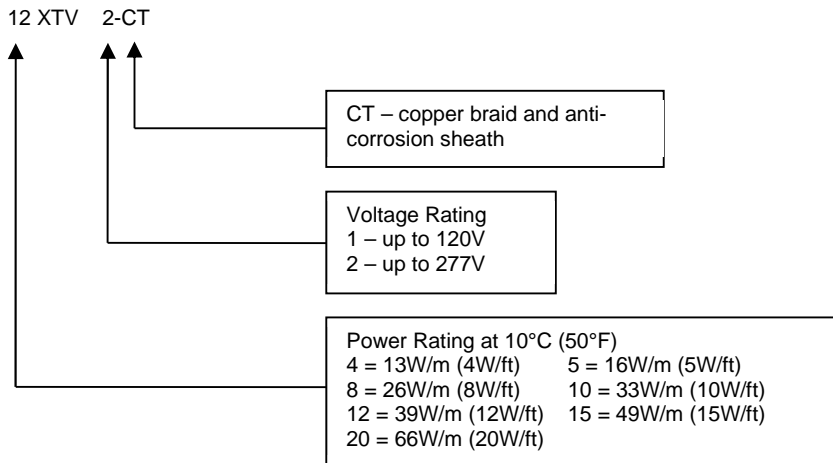 12 XTV 2-CT
CT – copper braid and anti-
corrosion sheath
Voltage Rating
1 – up to 120V
2 – up to 277V
Power Rating at 10°C (50°F)
4 = 13W/m (4W/ft) 5 = 16W/m (5W/ft)
8 = 26W/m (8W/ft) 10 = 33W/m (10W/ft)
12 = 39W/m (12W/ft) 15 = 49W/m (15W/ft)
20 = 66W/m (20W/ft)